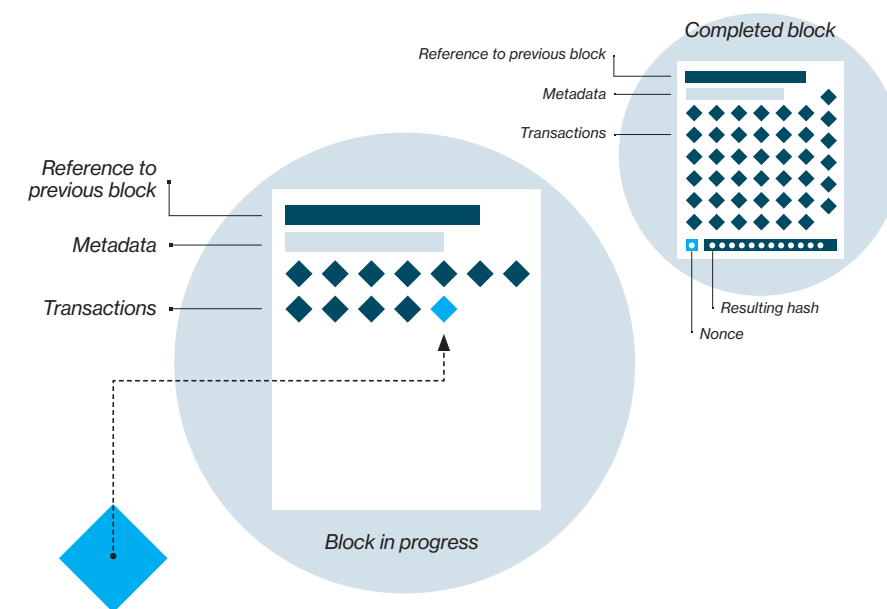 Completed block
Reference to previous block
Metadata
Transactions
Resulting hash
Nonce
Reference to
previous block
Metadata
Transactions
Block in progress